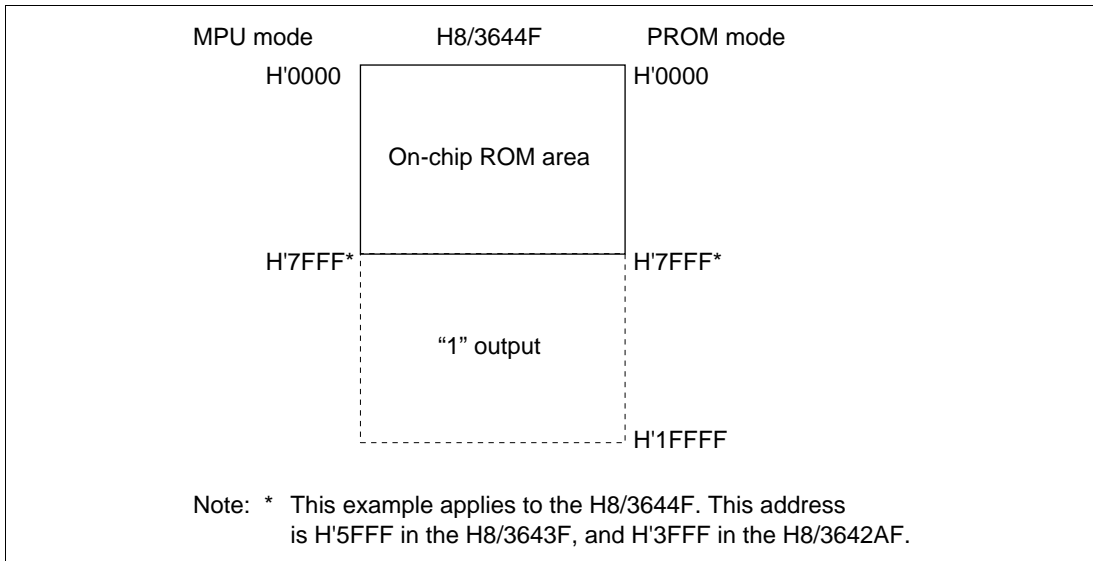 MPU mode H8/3644F PROM mode
H'0000 H'0000
On-chip ROM area
H'7FFF* H'7FFF*
“1” output
H'1FFFF
Note: * This example applies to the H8/3644F. This address
is H'5FFF in the H8/3643F, and H'3FFF in the H8/3642AF.